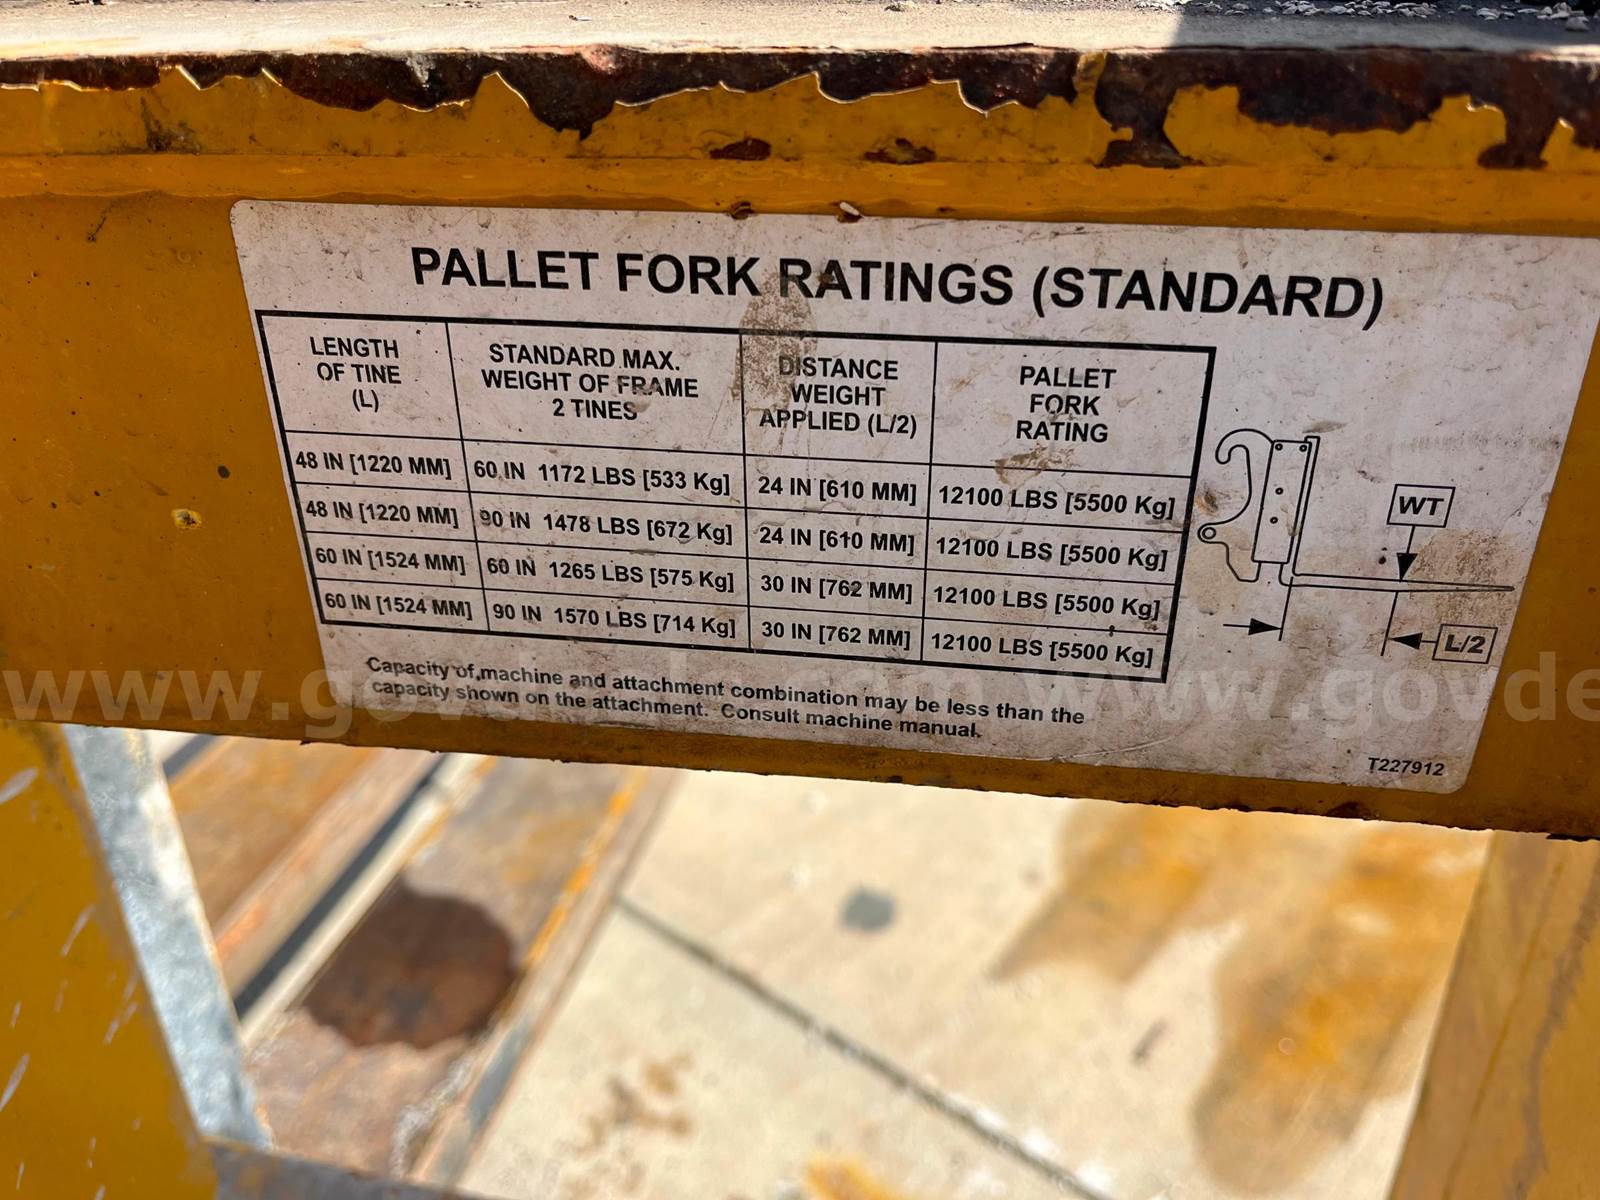 PALLET FORK RATINGS (STANDARD)
LENGTH
OF TINE
(L)
STANDARD MAX.
WEIGHT OF FRAME
2 TINES
DISTANCE
WEIGHT
APPLIED (L/2)
PALLET
FORK
RATING
48 IN [1220 MM] 60 IN 1172 LBS [533 Kg] 24 IN [610 MM] 12100 LBS [5500 Kg]
48 IN [1220 MM] 90 IN 1478 LBS [672 Kg] 24 IN [610 MM] 12100 LBS [5500 Kg]
60 IN [1524 MM] 60 IN 1265 LBS [575 Kg] 30 IN [762 MM] 12100 LBS [5500 Kg]
60 IN [1524 MM] 90 IN 1570 LBS [714 Kg] 30 IN [762 MM] 12100 LBS [5500 Kg]
WT
L/2
Capacity of machine and attachment combination may be less than the
capacity shown on the attachment. Consult machine manual.
T227912